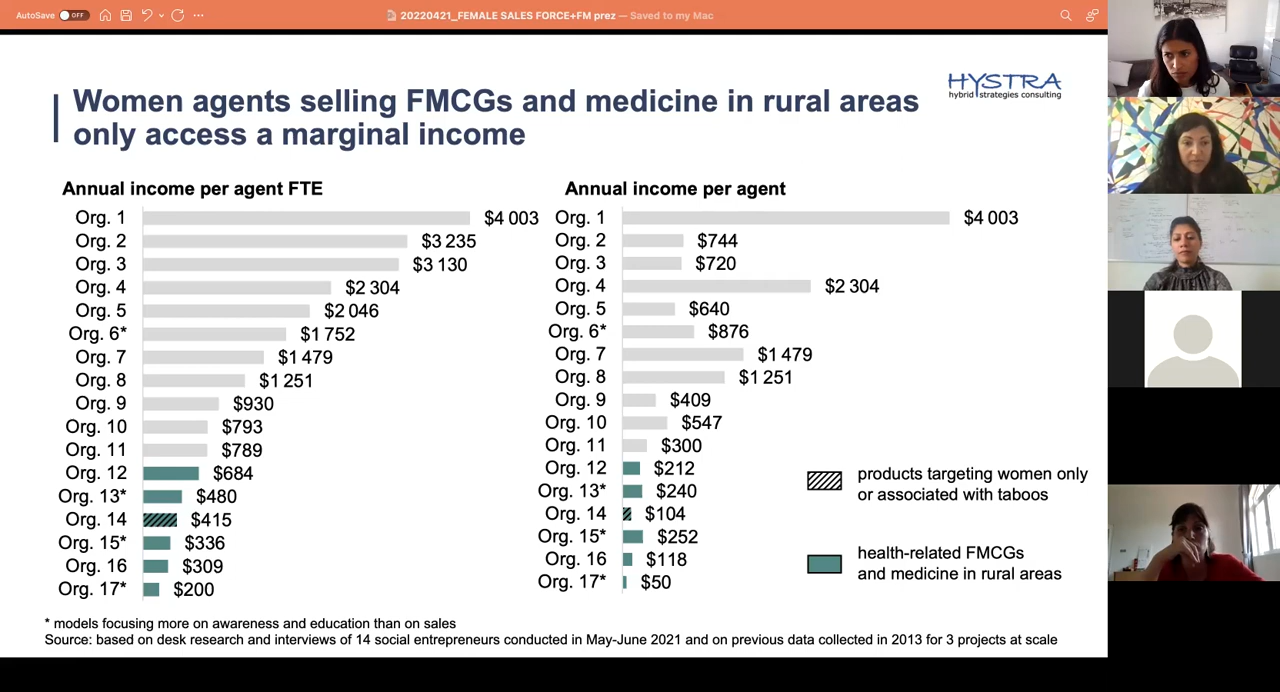 AutoSave OFF
20220421_FEMALE SALES FORCE+FM prez — Saved to my Mac
HYSTRA
hybrid strategies consulting
Women agents selling FMCGs and medicine in rural areas
only access a marginal income
Annual income per agent FTE
Org. 1 $4 003
Org. 2 $3 235
Org. 3 $3 130
Org. 4 $2 304
Org. 5 $2 046
Org. 6* $1 752
Org. 7 $1 479
Org. 8 $1 251
Org. 9 $930
Org. 10 $793
Org. 11 $789
Org. 12 $684
Org. 13* $480
Org. 14 $415
Org. 15* $336
Org. 16 $309
Org. 17* $200
Annual income per agent
Org. 1 $4 003
Org. 2 $744
Org. 3 $720
Org. 4 $2 304
Org. 5 $640
Org. 6* $876
Org. 7 $1 479
Org. 8 $1 251
Org. 9 $409
Org. 10 $547
Org. 11 $300
Org. 12 $212
Org. 13* $240
Org. 14 $104
Org. 15* $252
Org. 16 $118
Org. 17* $50
products targeting women only
or associated with taboos
health-related FMCGs
and medicine in rural areas
* models focusing more on awareness and education than on sales
Source: based on desk research and interviews of 14 social entrepreneurs conducted in May-June 2021 and on previous data collected in 2013 for 3 projects at scale